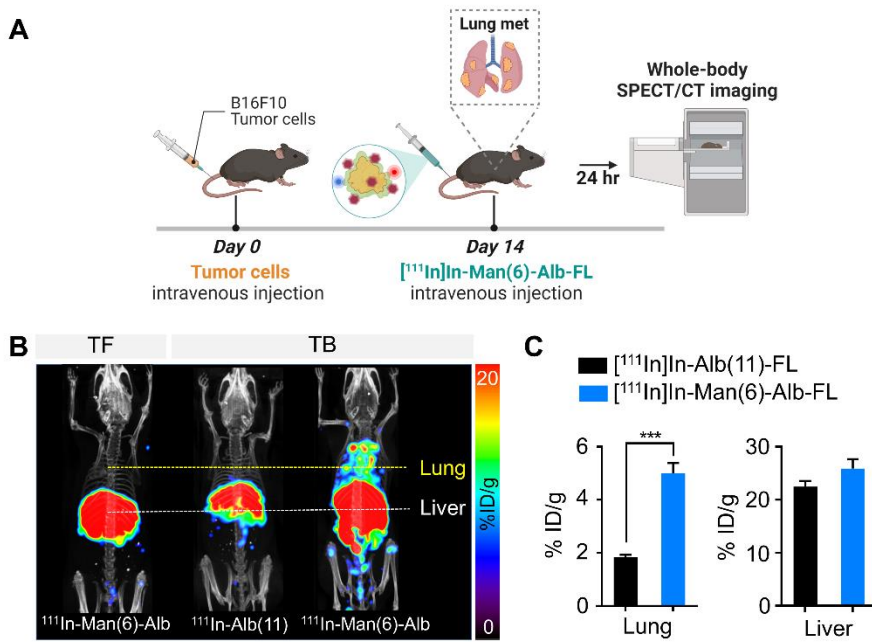 A
Lung met
Whole-body
SPECT/CT imaging
B16F10
Tumor cells
24 hr
Day 0
Day 14
Tumor cells
[¹¹¹In]In-Man(6)-Alb-FL
intravenous injection
intravenous injection
B
TF
TB
20
%ID/g
0
Lung
Liver
¹¹¹In-Man(6)-Alb
¹¹¹In-Alb(11)
¹¹¹In-Man(6)-Alb
C
[¹¹¹In]In-Alb(11)-FL
[¹¹¹In]In-Man(6)-Alb-FL
% ID/g
6
4
2
0
***
Lung
% ID/g
30
20
10
0
Liver